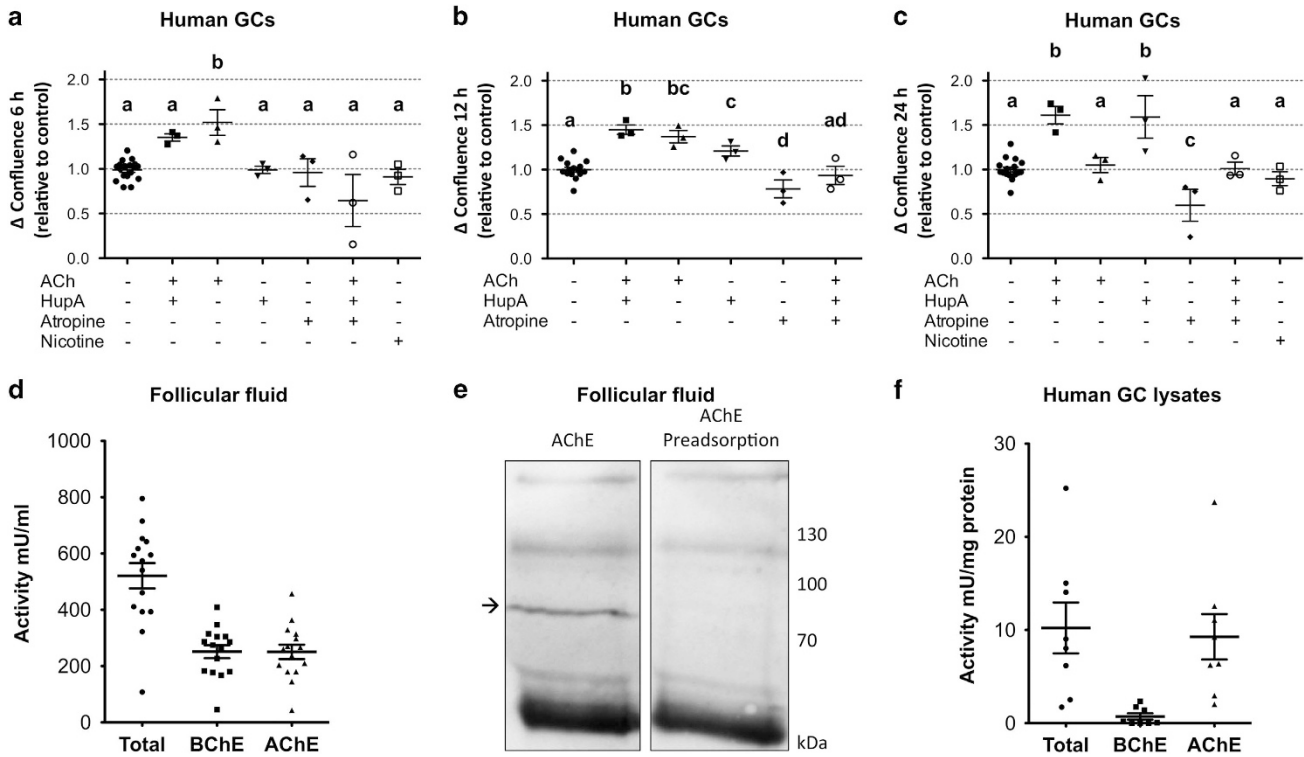 a
Human GCs
Δ Confluence 6 h
(relative to control)
2.0
1.5
1.0
0.5
0.0
a a b a a a a
ACh - + + - - + -
HupA - + - + - + -
Atropine - - - - + + -
Nicotine - - - - - - +
b
Human GCs
Δ Confluence 12 h
(relative to control)
2.0
1.5
1.0
0.5
0.0
a b bc c d ad
ACh - + + - - +
HupA - + - + - +
Atropine - - - - + +
c
Human GCs
Δ Confluence 24 h
(relative to control)
2.0
1.5
1.0
0.5
0.0
a b a b c a a
ACh - + + - - + -
HupA - + - + - + -
Atropine - - - - + + -
Nicotine - - - - - - +
d
Follicular fluid
Activity mU/ml
1000
800
600
400
200
0
Total BChE AChE
e
Follicular fluid
AChE
AChE
Preadsorption
130
100
70
kDa
f
Human GC lysates
Activity mU/mg protein
30
20
10
0
Total BChE AChE